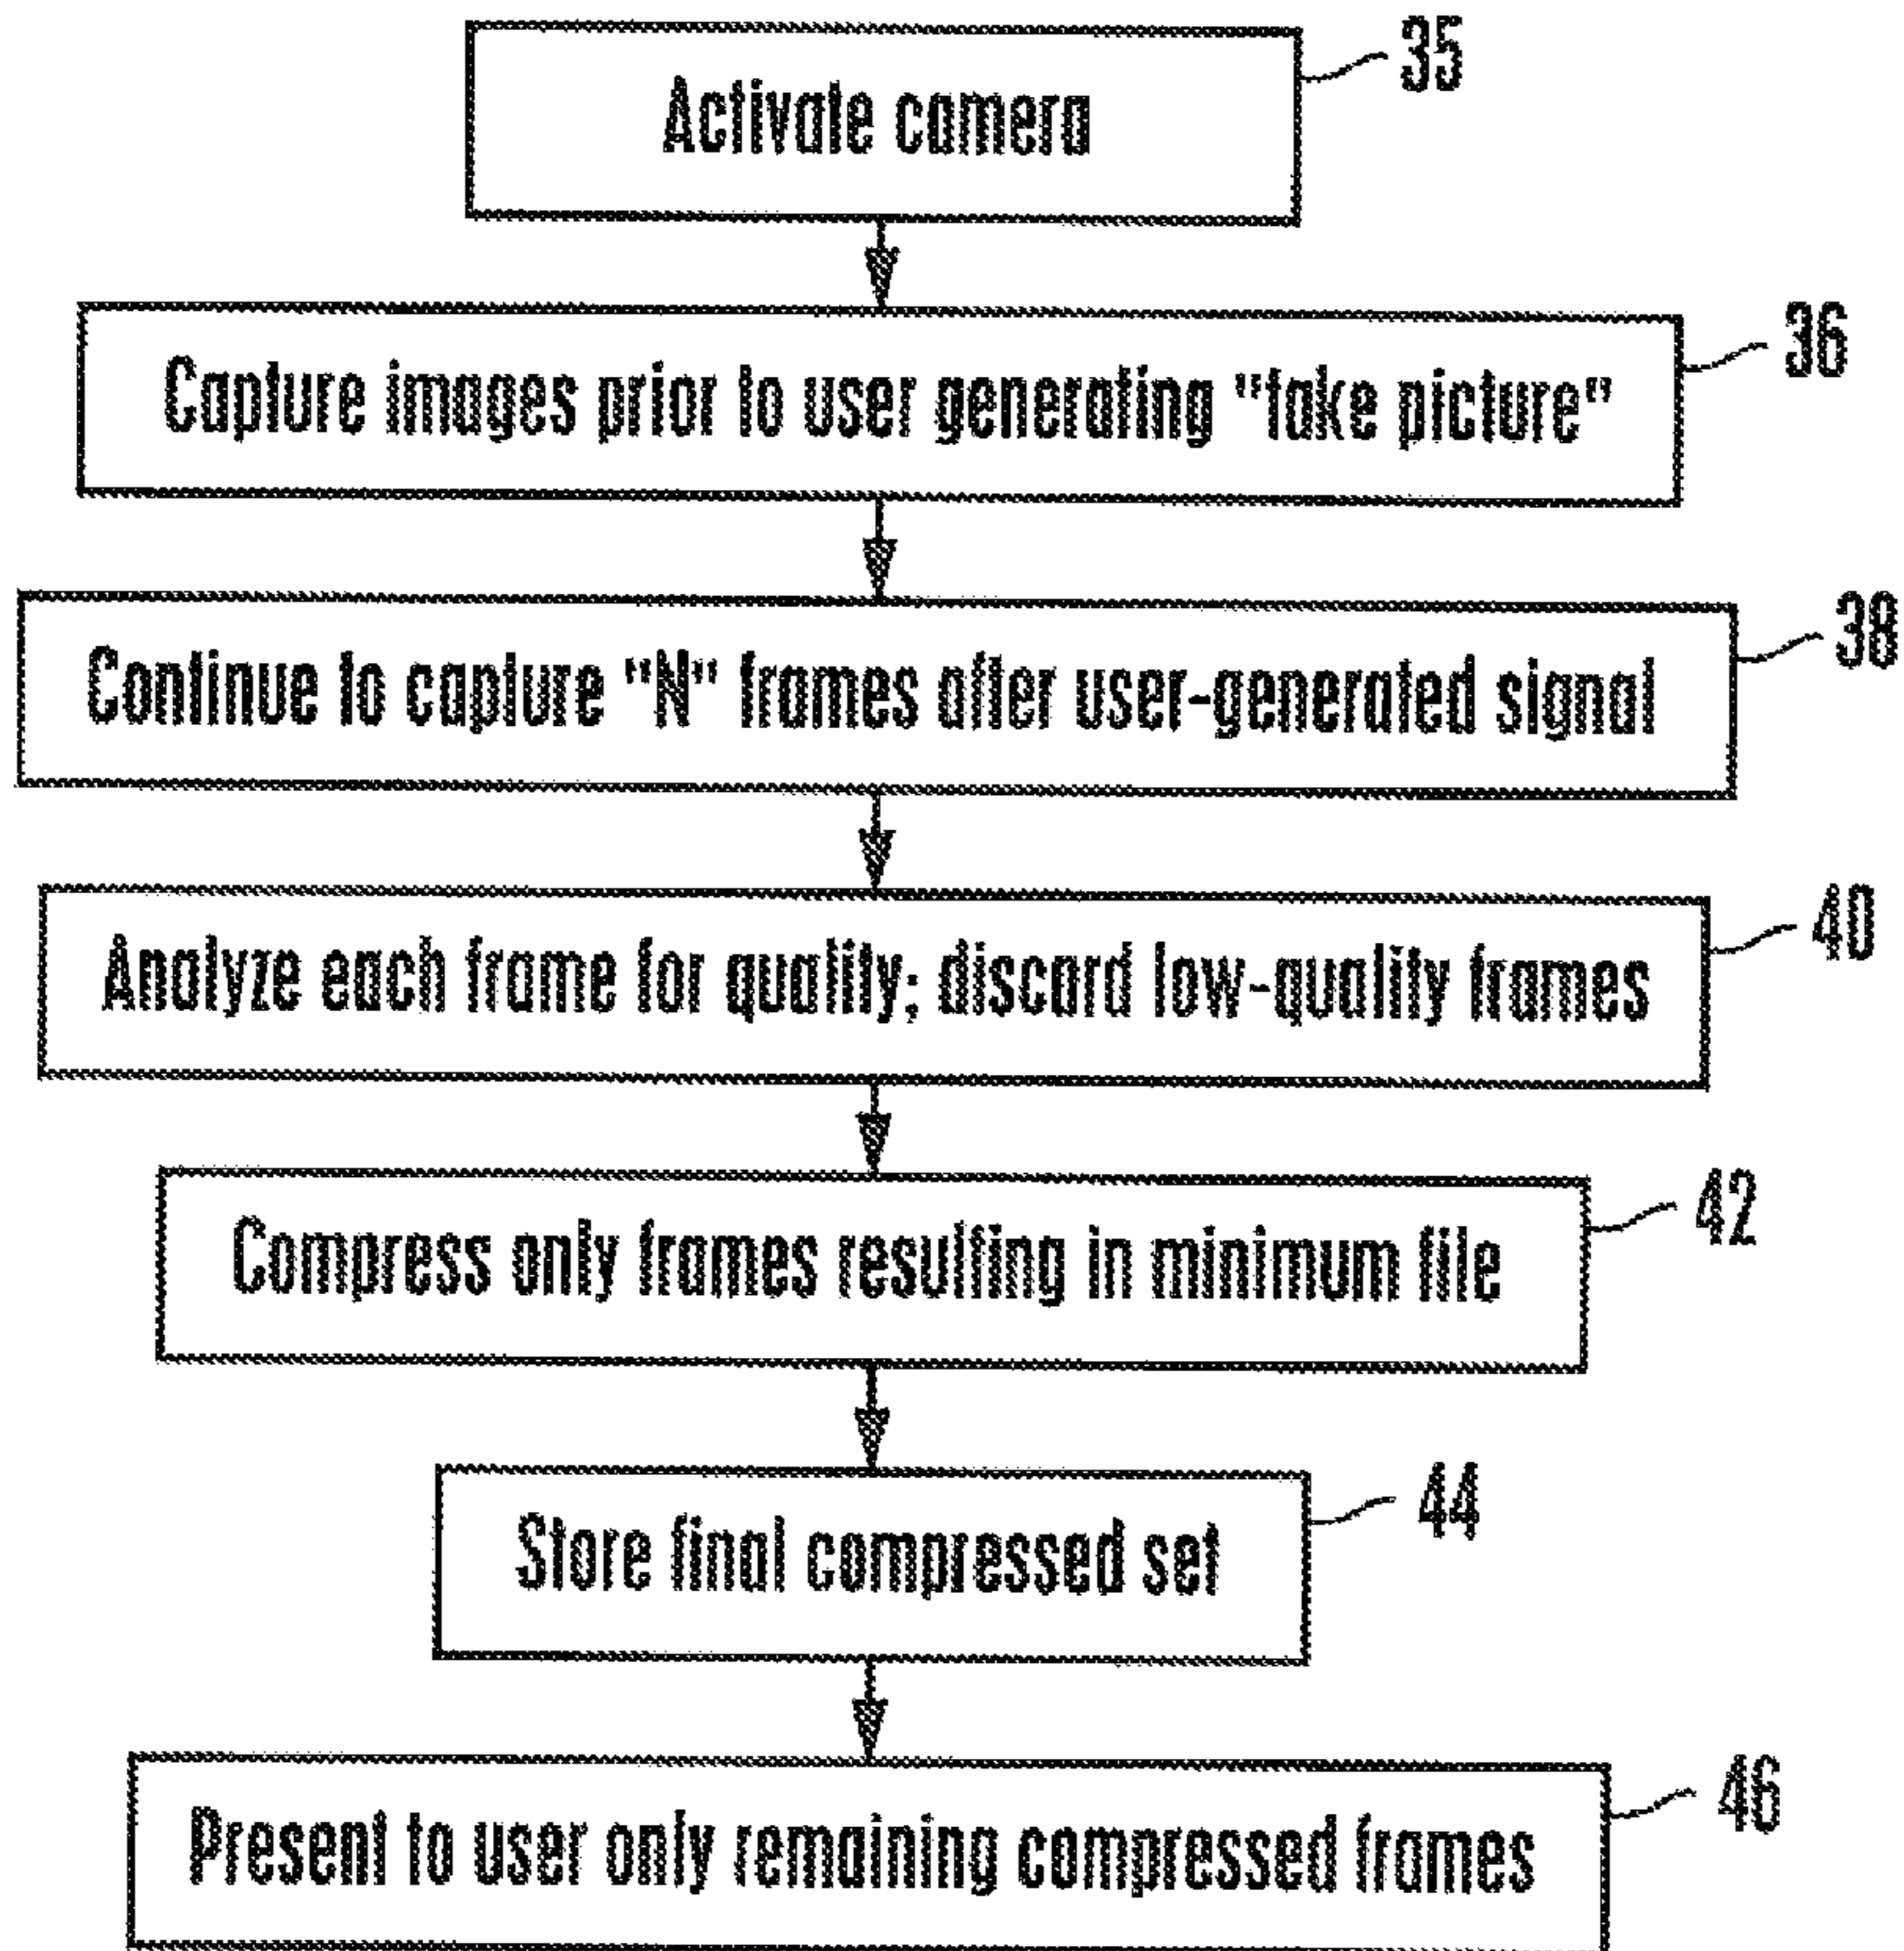 Activate camera
35
Capture images prior to user generating "take picture"
36
Continue to capture "N" frames after user-generated signal
38
Analyze each frame for quality; discard low-quality frames
40
Compress only frames resulting in minimum file
42
Store final compressed set
44
Present to user only remaining compressed frames
46